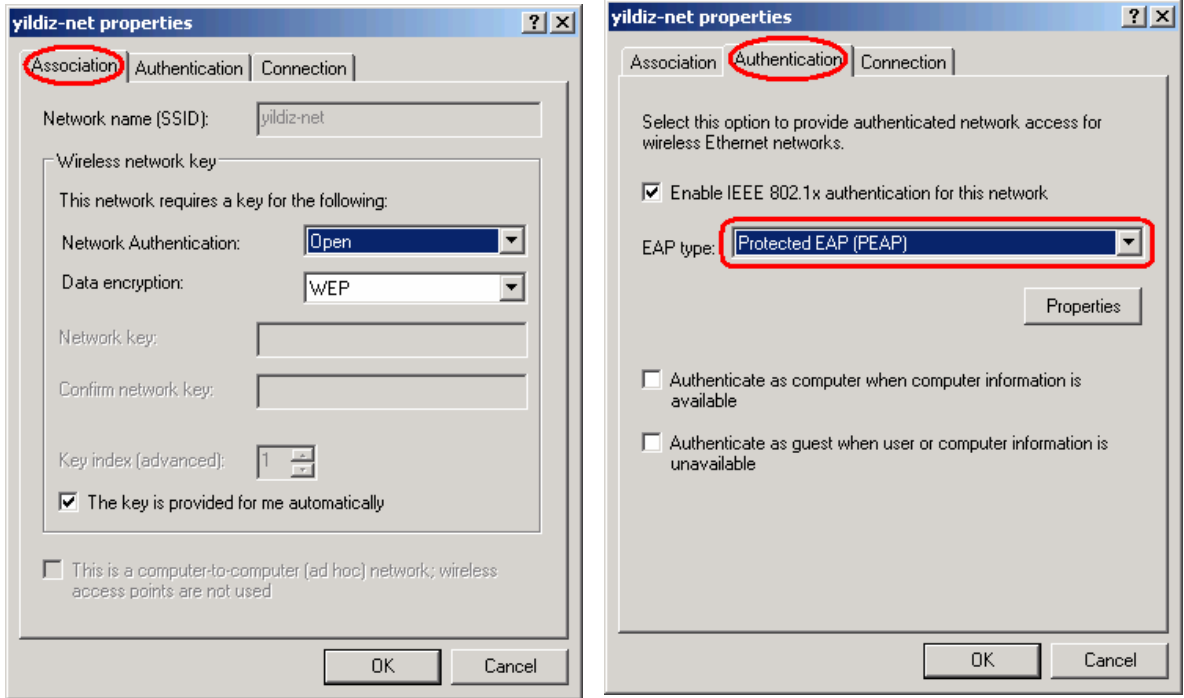 yildiz-net properties
Association Authentication Connection
Network name (SSID): yildiz-net
Wireless network key
This network requires a key for the following:
Network Authentication: Open
Data encryption: WEP
Network key:
Confirm network key:
Key index (advanced): 1
The key is provided for me automatically
This is a computer-to-computer (ad hoc) network; wireless
access points are not used
OK Cancel
yildiz-net properties
Association Authentication Connection
Select this option to provide authenticated network access for
wireless Ethernet networks.
Enable IEEE 802.1x authentication for this network
EAP type: Protected EAP (PEAP)
Properties
Authenticate as computer when computer information is
available
Authenticate as guest when user or computer information is
unavailable
OK Cancel